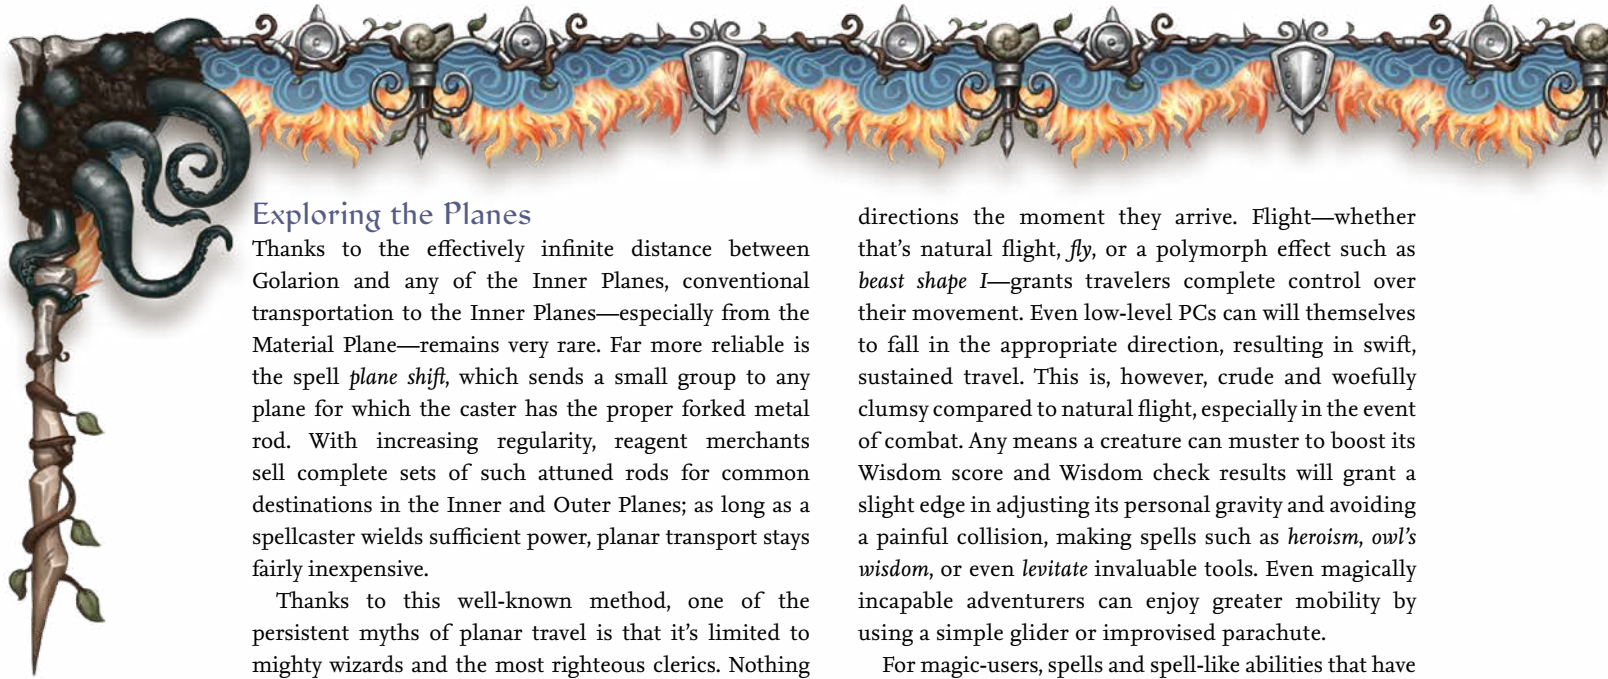 Exploring the Planes
Thanks to the effectively infinite distance between
Golarion and any of the Inner Planes, conventional
transportation to the Inner Planes—especially from the
Material Plane—remains very rare. Far more reliable is
the spell plane shift, which sends a small group to any
plane for which the caster has the proper forked metal
rod. With increasing regularity, reagent merchants
sell complete sets of such attuned rods for common
destinations in the Inner and Outer Planes; as long as a
spellcaster wields sufficient power, planar transport stays
fairly inexpensive.
Thanks to this well-known method, one of the
persistent myths of planar travel is that it’s limited to
mighty wizards and the most righteous clerics. Nothing
directions the moment they arrive. Flight—whether
that’s natural flight, fly, or a polymorph effect such as
beast shape I—grants travelers complete control over
their movement. Even low-level PCs can will themselves
to fall in the appropriate direction, resulting in swift,
sustained travel. This is, however, crude and woefully
clumsy compared to natural flight, especially in the event
of combat. Any means a creature can muster to boost its
Wisdom score and Wisdom check results will grant a
slight edge in adjusting its personal gravity and avoiding
a painful collision, making spells such as heroism, owl’s
wisdom, or even levitate invaluable tools. Even magically
incapable adventurers can enjoy greater mobility by
using a simple glider or improvised parachute.
For magic-users, spells and spell-like abilities that have